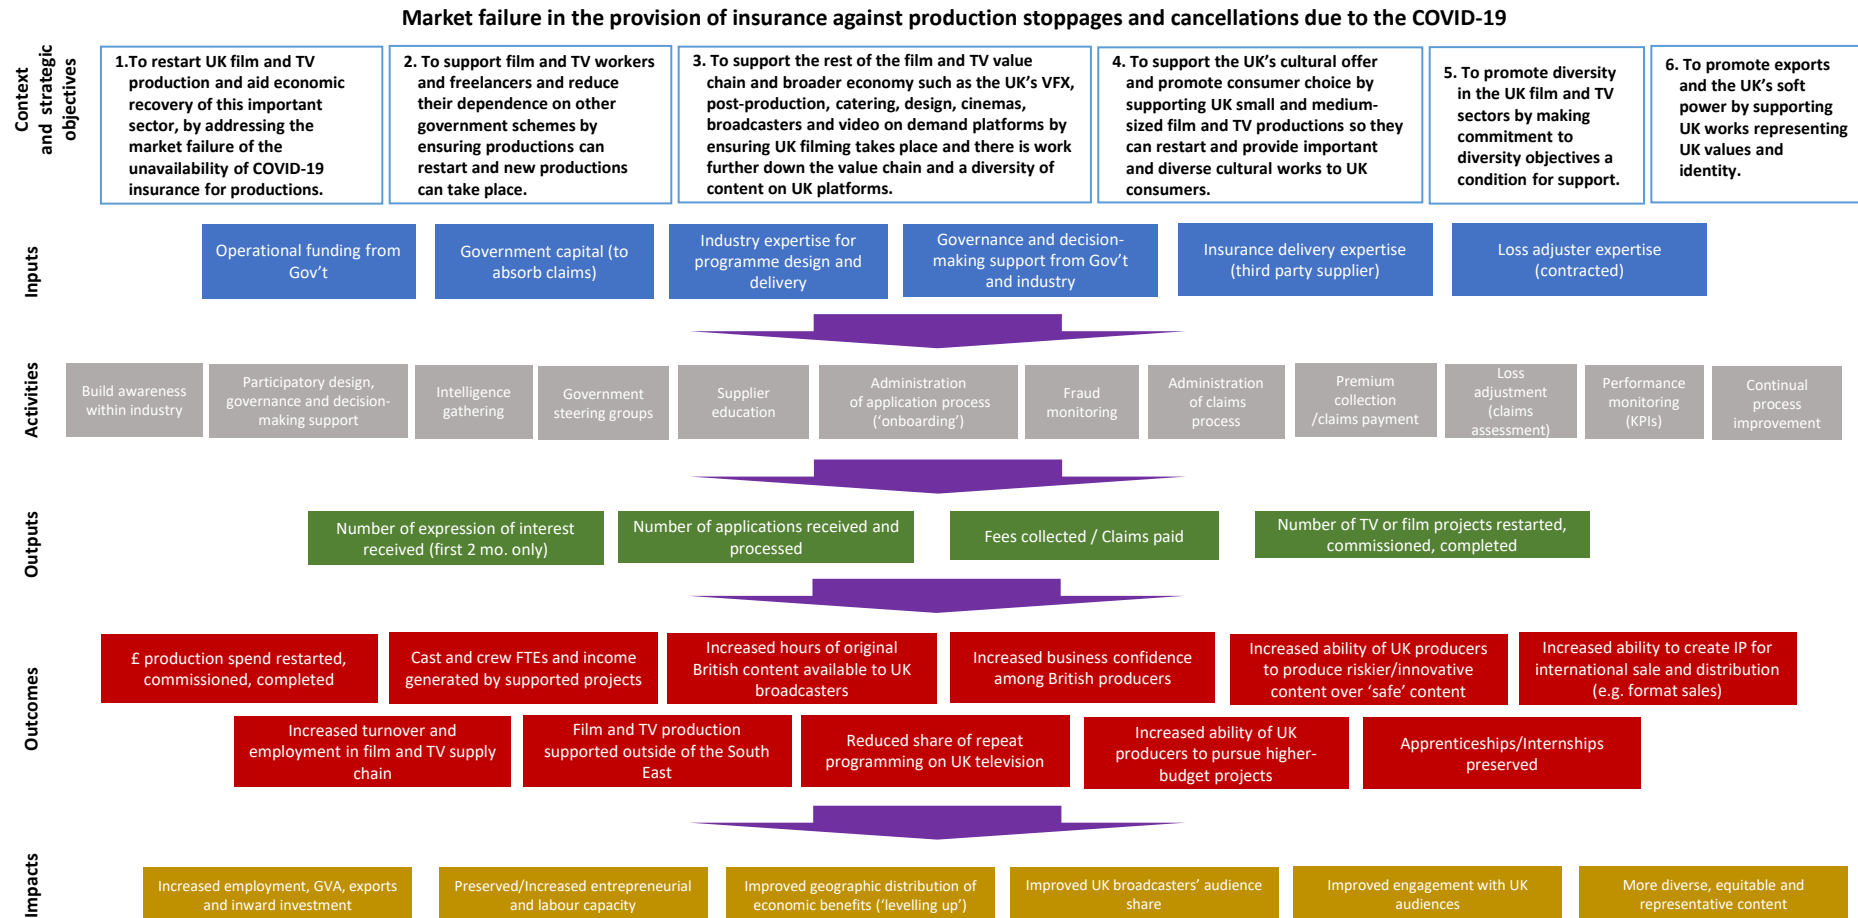 Market failure in the provision of insurance against production stoppages and cancellations due to the COVID-19
Context
and strategic
objectives
1.To restart UK film and TV
production and aid economic
recovery of this important
sector, by addressing the
market failure of the
unavailability of COVID-19
insurance for productions.
2. To support film and TV workers
and freelancers and reduce
their dependence on other
government schemes by
ensuring productions can
restart and new productions
can take place.
3. To support the rest of the film and TV value
chain and broader economy such as the UK's VFX,
post-production, catering, design, cinemas,
broadcasters and video on demand platforms by
ensuring UK filming takes place and there is work
further down the value chain and a diversity of
content on UK platforms.
4. To support the UK's cultural offer
and promote consumer choice by
supporting UK small and medium-
sized film and TV productions so they
can restart and provide important
and diverse cultural works to UK
consumers.
5. To promote diversity
in the UK film and TV
sectors by making
commitment to
diversity objectives a
condition for support.
6. To promote exports
and the UK's soft
power by supporting
UK works representing
UK values and
identity.
Inputs
Operational funding from
Gov't
Government capital (to
absorb claims)
Industry expertise for
programme design and
delivery
Governance and decision-
making support from Gov't
and industry
Insurance delivery expertise
(third party supplier)
Loss adjuster expertise
(contracted)
Activities
Build awareness
within industry
Participatory design,
governance and decision-
making support
Intelligence
gathering
Government
steering groups
Supplier
education
Administration
of application process
('onboarding')
Fraud
monitoring
Administration
of claims
process
Premium
collection
/claims payment
Loss
adjustment
(claims
assessment)
Performance
monitoring
(KPIs)
Continual
process
improvement
Outputs
Number of expression of interest
received (first 2 mo. only)
Number of applications received and
processed
Fees collected / Claims paid
Number of TV or film projects restarted,
commissioned, completed
Outcomes
£ production spend restarted,
commissioned, completed
Cast and crew FTEs and income
generated by supported projects
Increased hours of original
British content available to UK
broadcasters
Increased business confidence
among British producers
Increased ability of UK producers
to produce riskier/innovative
content over 'safe' content
Increased ability to create IP for
international sale and distribution
(e.g. format sales)
Increased turnover and
employment in film and TV supply
chain
Film and TV production
supported outside of the South
East
Reduced share of repeat
programming on UK television
Increased ability of UK
producers to pursue higher-
budget projects
Apprenticeships/Internships
preserved
Impacts
Increased employment, GVA, exports
and inward investment
Preserved/Increased entrepreneurial
and labour capacity
Improved geographic distribution of
economic benefits ('levelling up')
Improved UK broadcasters' audience
share
Improved engagement with UK
audiences
More diverse, equitable and
representative content